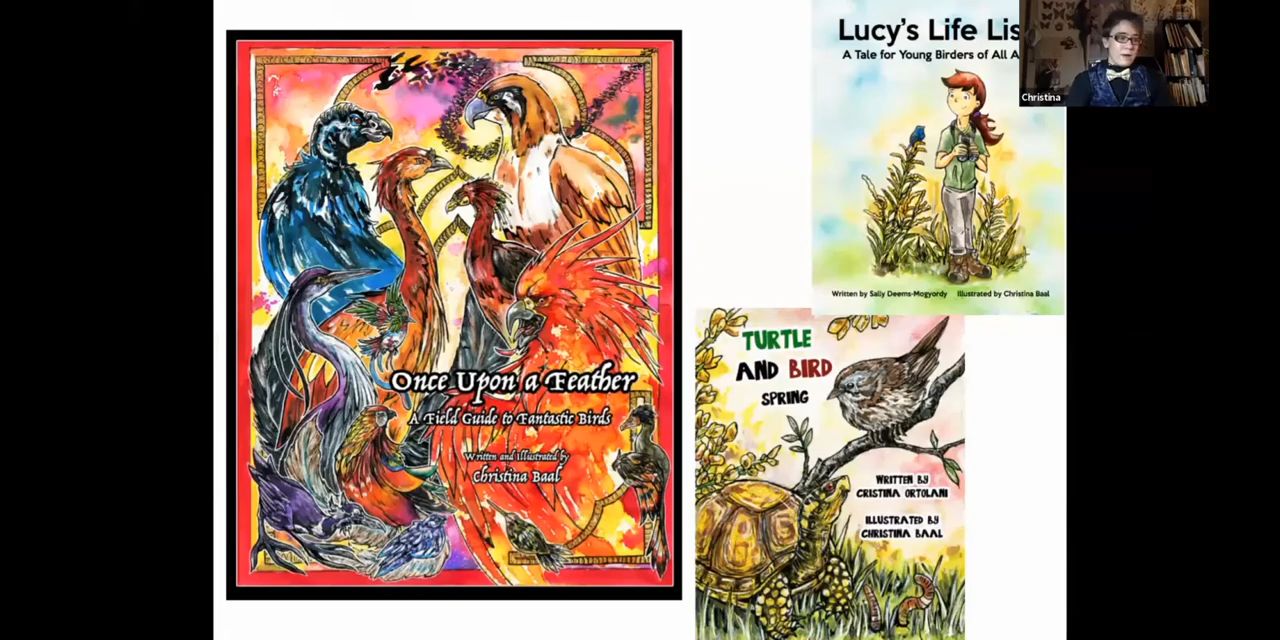 Once Upon a Feather
A Field Guide to Fantastic Birds
Written and Illustrated by
Christina Baal
Lucy's Life Lis
A Tale for Young Birders of All A
Christina
Written by Sally Deems-Mogyordy Illustrated by Christina Baal
TURTLE
AND BIRD
SPRING
WRITTEN BY
CRISTINA ORTOLANI
ILLUSTRATED BY
CHRISTINA BAAL